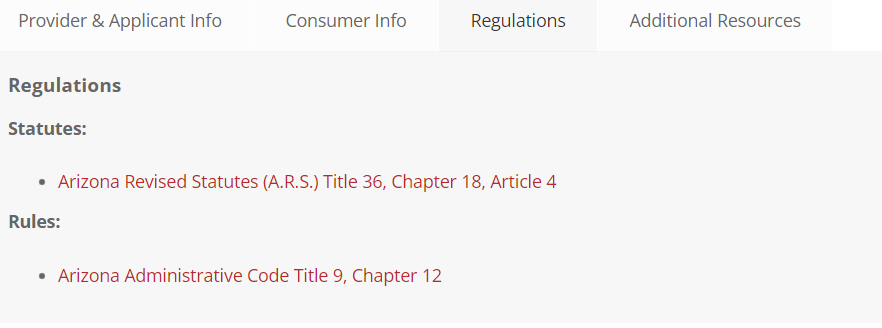 Provider & Applicant Info Consumer Info Regulations Additional Resources
Regulations
Statutes:
Arizona Revised Statutes (A.R.S.) Title 36, Chapter 18, Article 4
Rules:
Arizona Administrative Code Title 9, Chapter 12